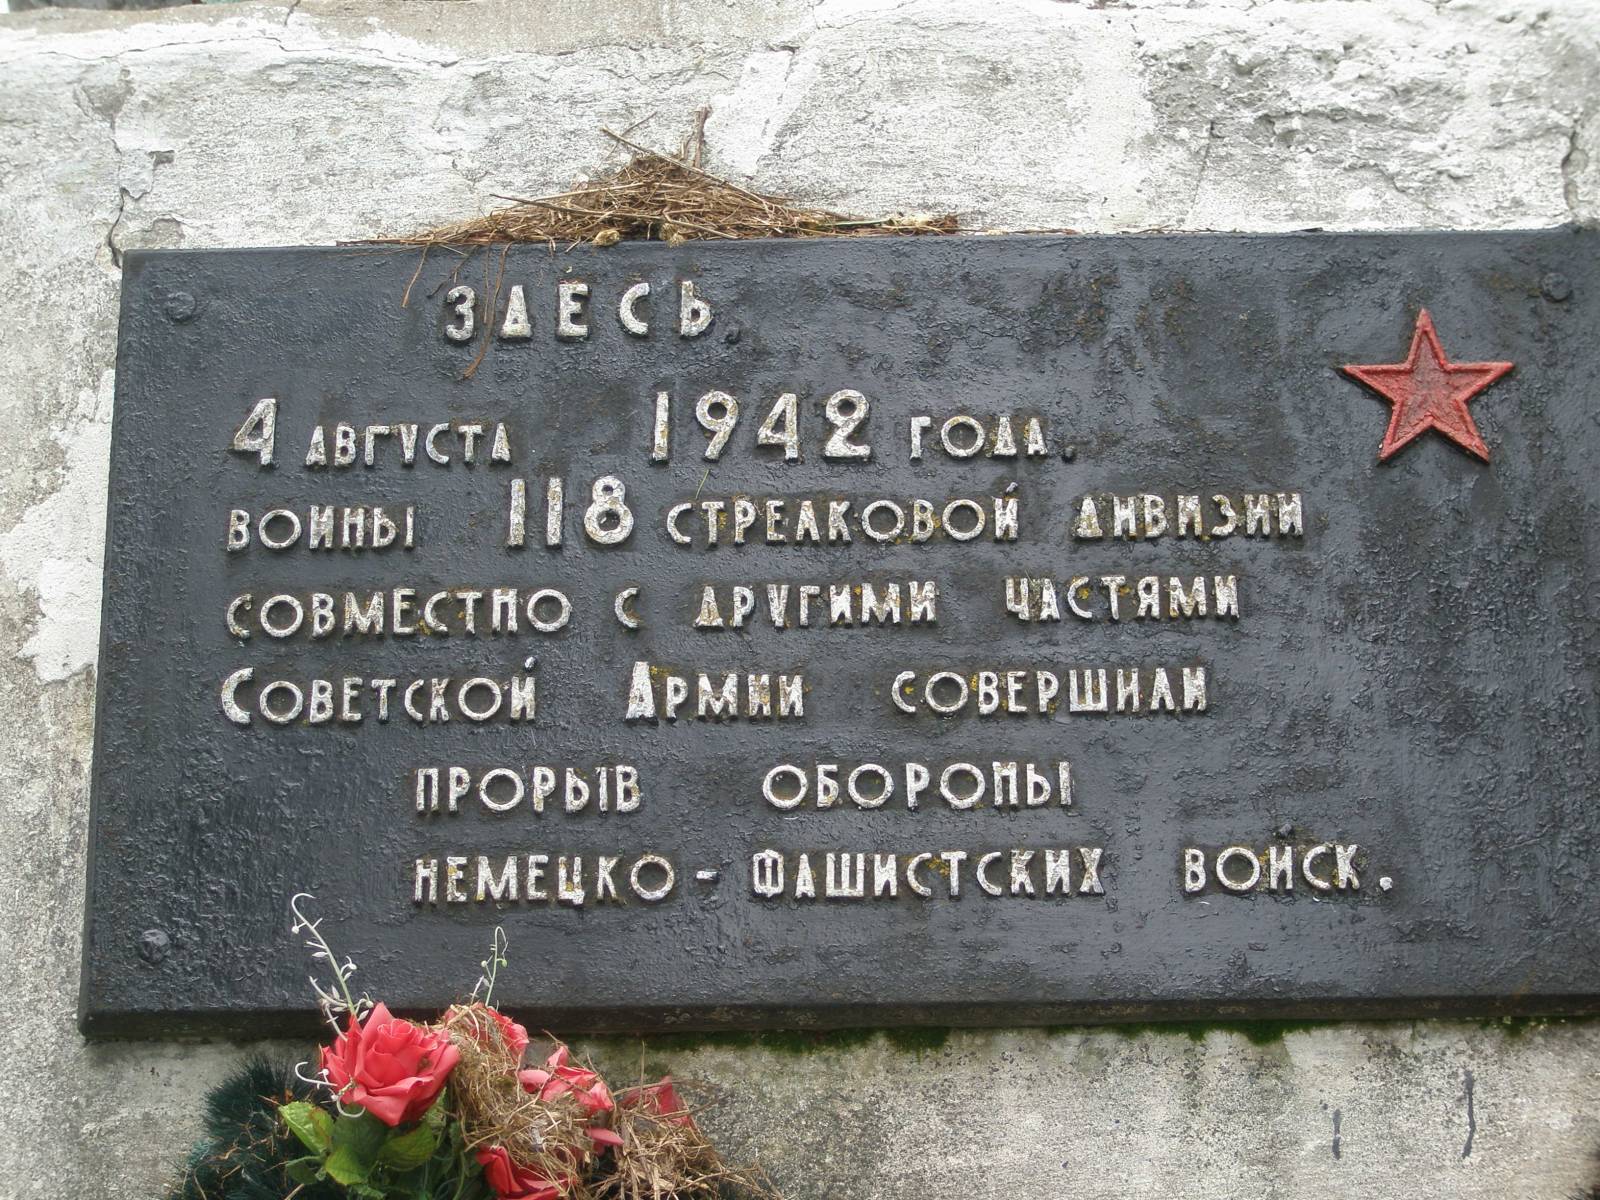 Здесь
4 августа 1942 года
воины 118 стрелковой дивизии
совместно с другими частями
Советской Армии совершили
прорыв обороны
немецко-фашистских войск.